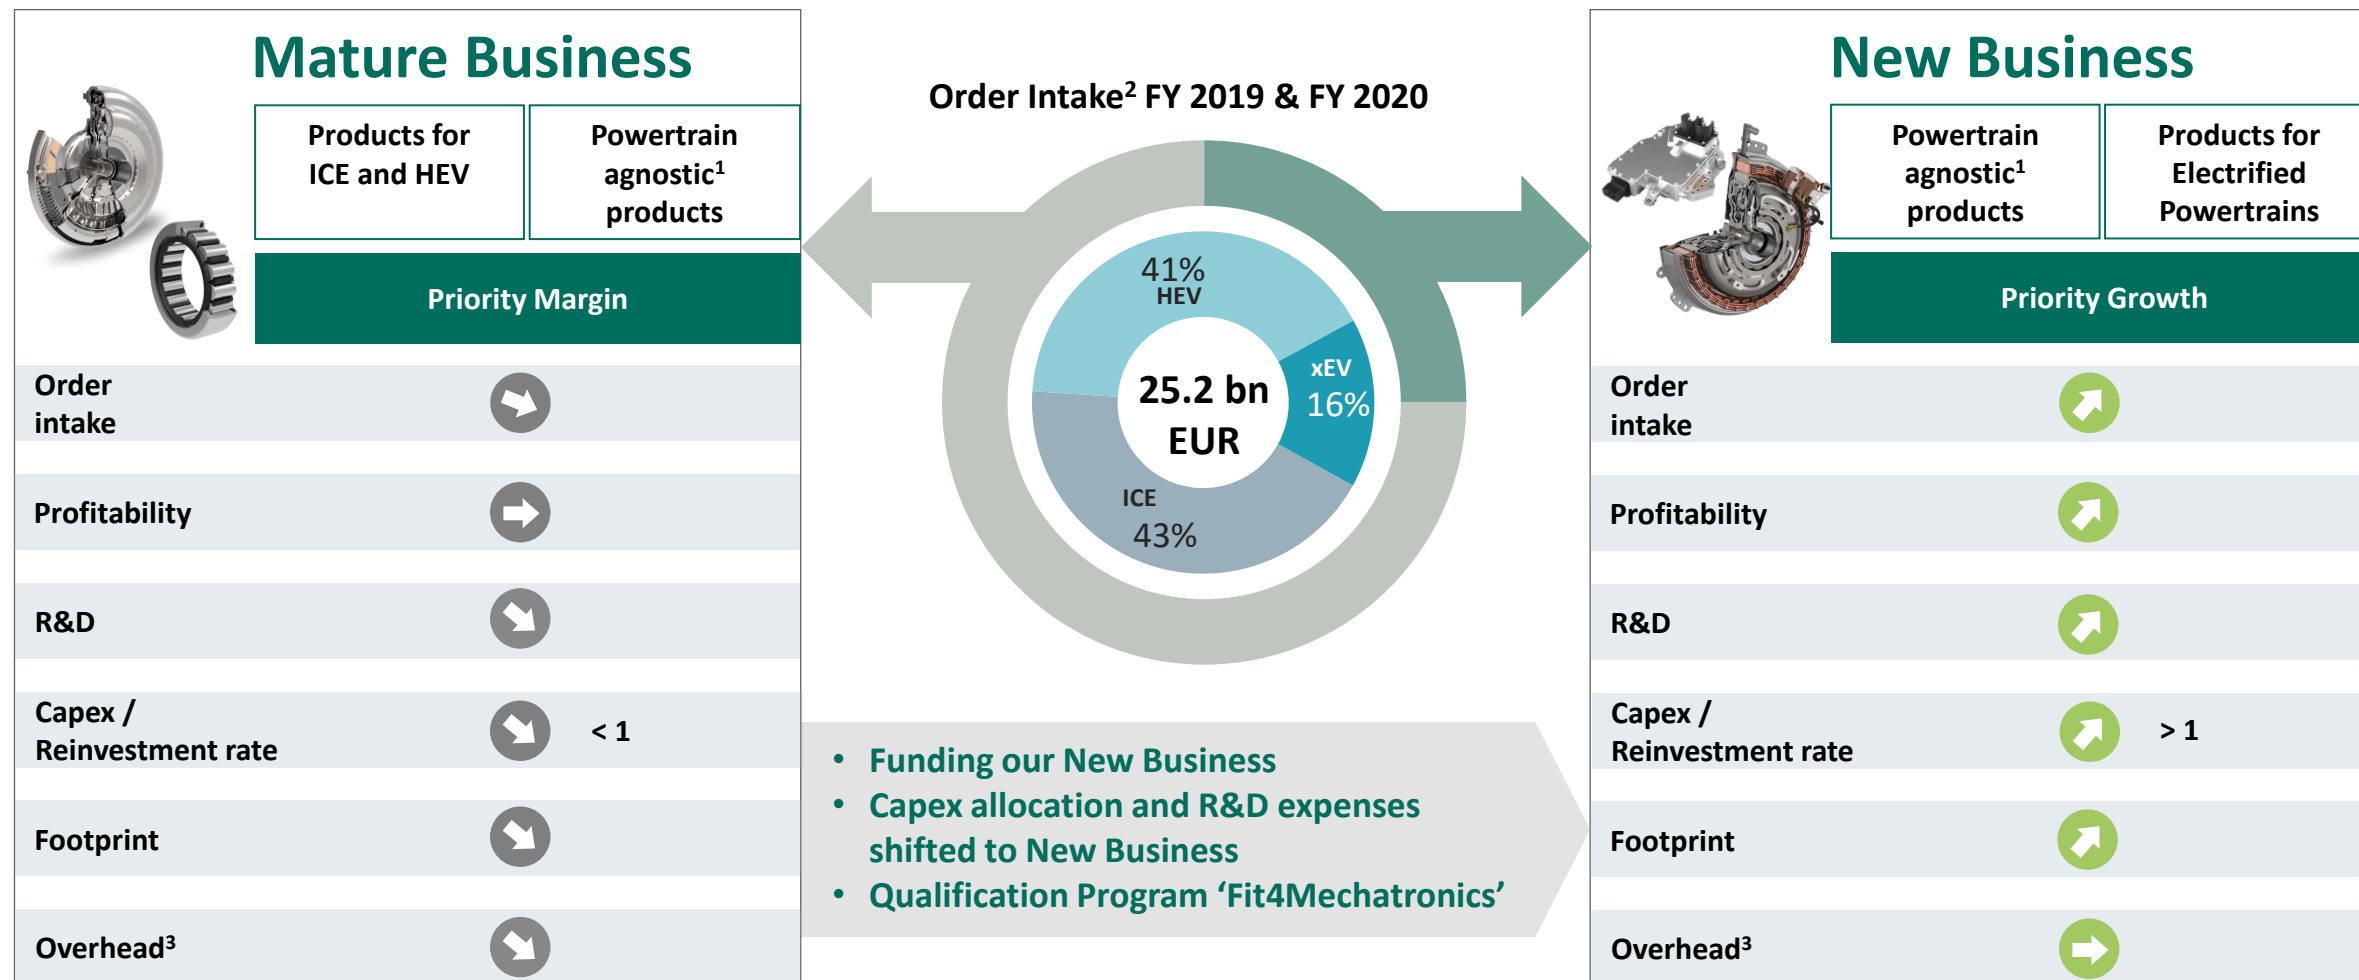 Mature Business
Products for
ICE and HEV
Powertrain
agnostic¹
products
Priority Margin
Order
intake
Profitability
R&D
Capex /
Reinvestment rate
< 1
Footprint
Overhead³
Order Intake² FY 2019 & FY 2020
41%
HEV
xEV
16%
25.2 bn
EUR
ICE
43%
• Funding our New Business
• Capex allocation and R&D expenses
shifted to New Business
• Qualification Program ‘Fit4Mechatronics’
New Business
Powertrain
agnostic¹
products
Products for
Electrified
Powertrains
Priority Growth
Order
intake
Profitability
R&D
Capex /
Reinvestment rate
> 1
Footprint
Overhead³